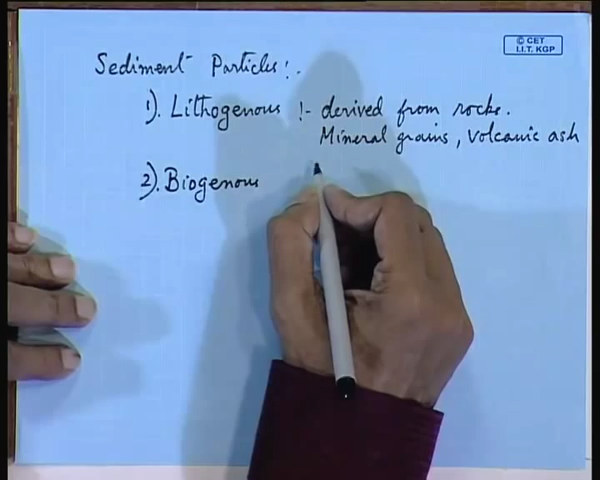 © CET
I.I.T. KGP
Sediment Particles :-
1). Lithogenous :- derived from rocks.
Mineral grains, Volcanic ash
2). Biogenous